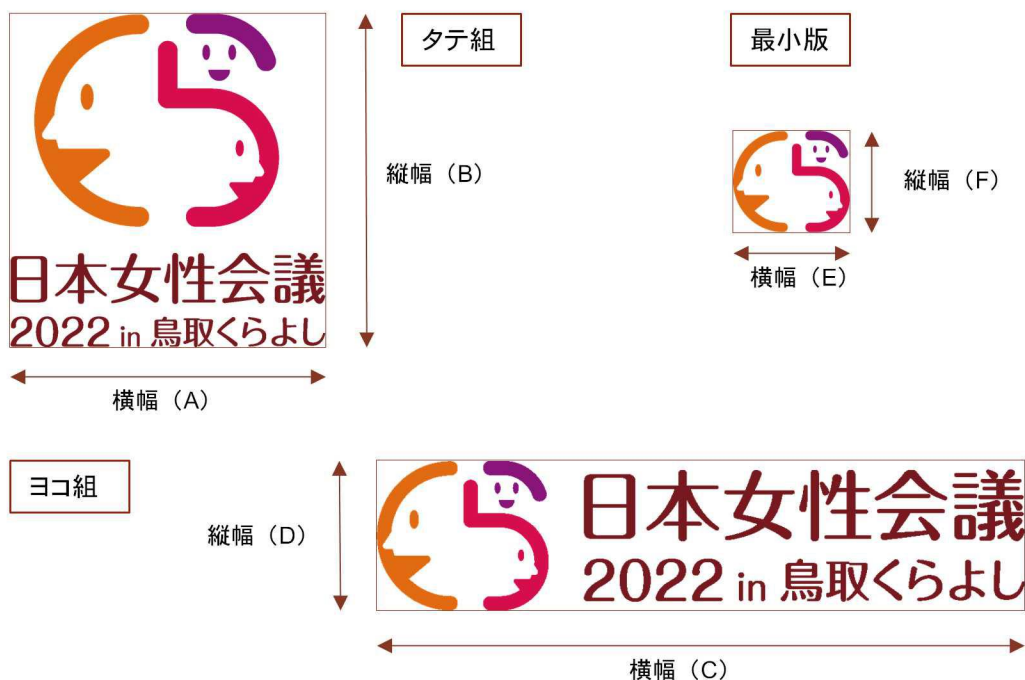 タテ組
最小版
縦幅（B）
縦幅（F）
日本女性会議
2022 in 鳥取くらよし
横幅（A）
横幅（E）
ヨコ組
縦幅（D）
日本女性会議
2022 in 鳥取くらよし
横幅（C）